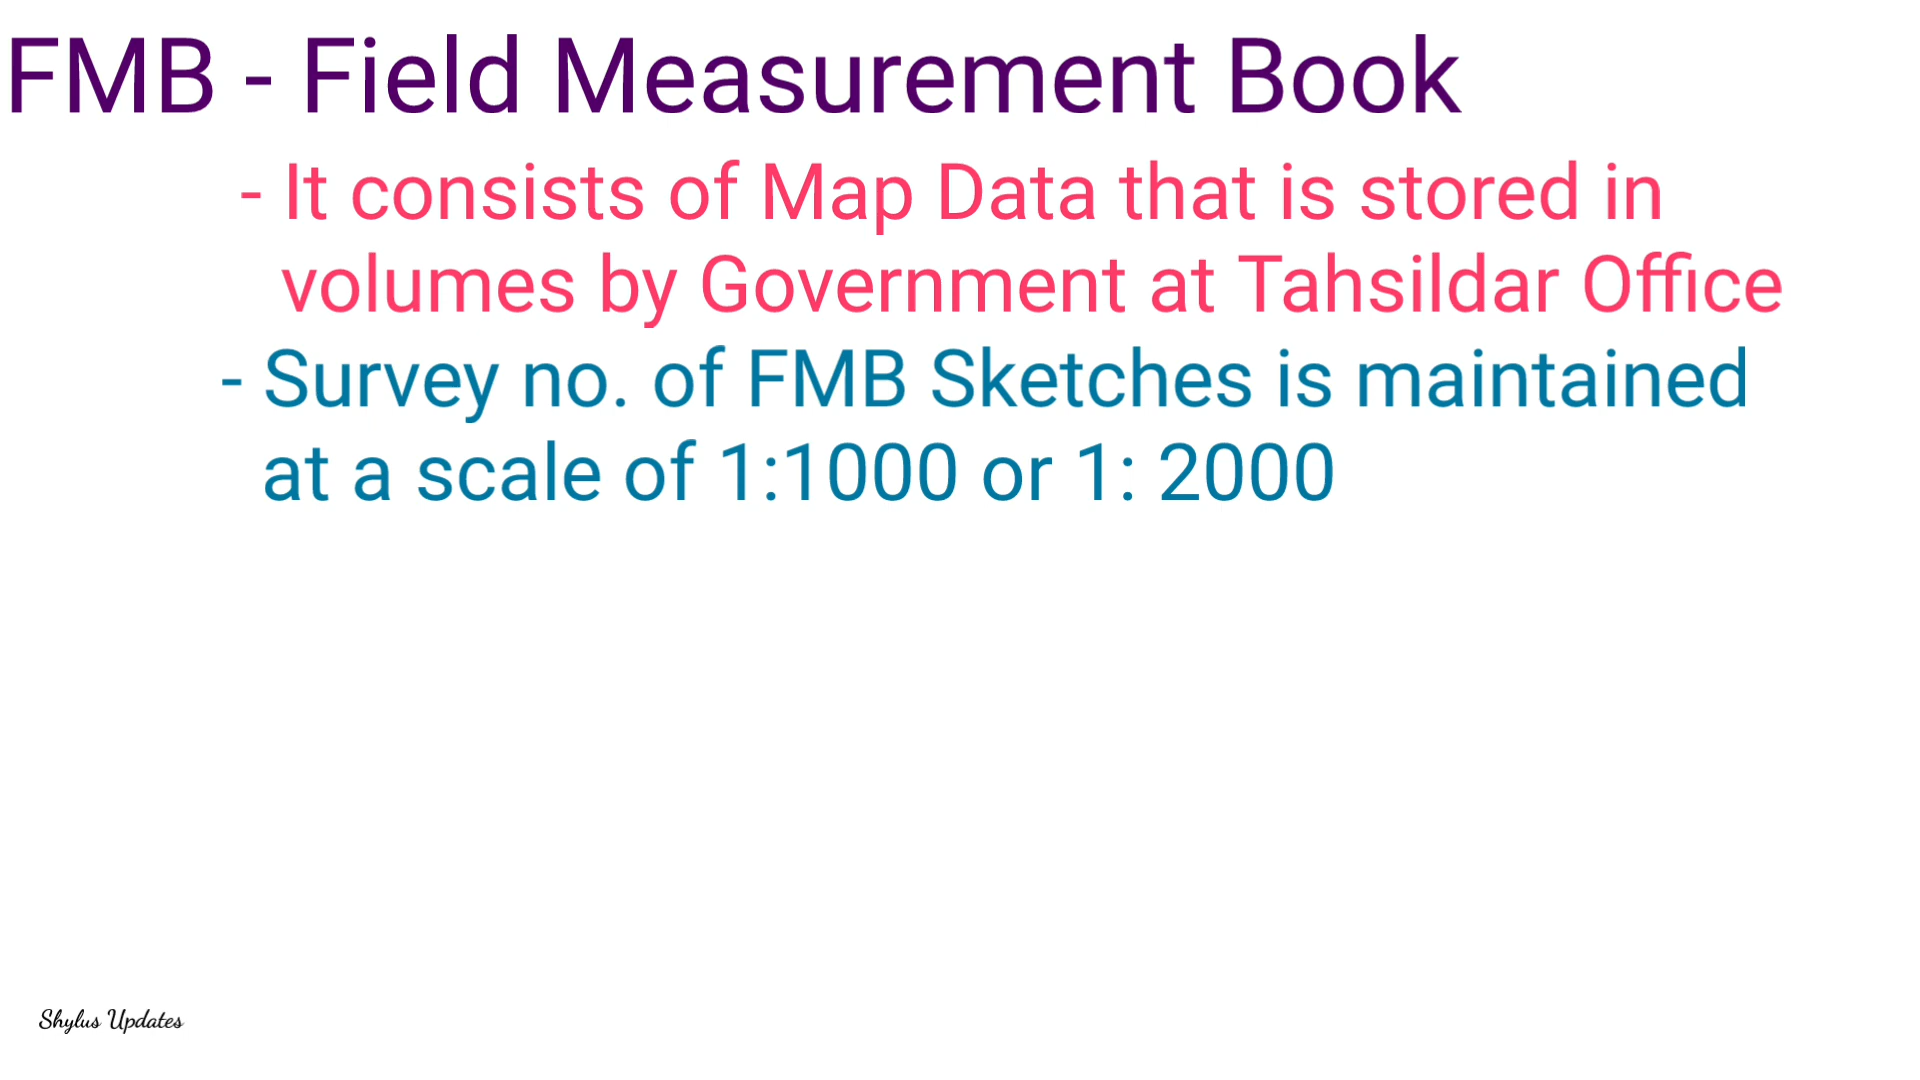 FMB - Field Measurement Book
- It consists of Map Data that is stored in
volumes by Government at Tahsildar Office
- Survey no. of FMB Sketches is maintained
at a scale of 1:1000 or 1: 2000
Shylus Updates